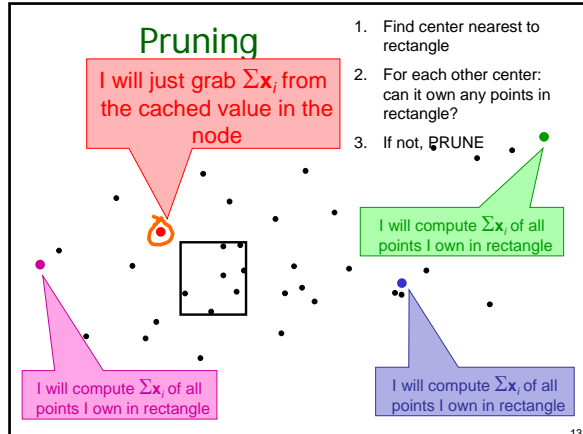 Pruning
I will just grab Σxi from
the cached value in the
node
1. Find center nearest to
rectangle
2. For each other center:
can it own any points in
rectangle?
3. If not, PRUNE
I will compute Σxi of all
points I own in rectangle
I will compute Σxi of all
points I own in rectangle
I will compute Σxi of all
points I own in rectangle
13